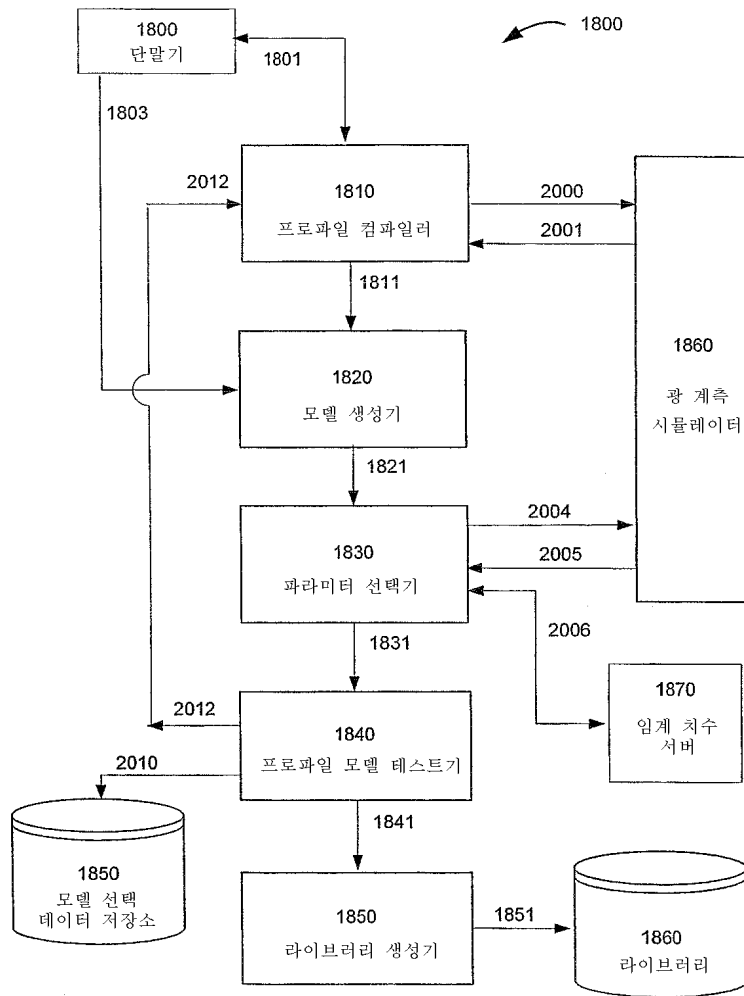 1800
단말기
1801
1800
1803
2012
1810
프로파일 컴파일러
2000
2001
1811
1860
광 계측
시뮬레이터
1820
모델 생성기
1821
1830
파라미터 선택기
2004
2005
2006
1831
1870
임계 치수
서버
2012
1840
프로파일 모델 테스트기
2010
1841
1850
모델 선택
데이터 저장소
1850
라이브러리 생성기
1851
1860
라이브러리